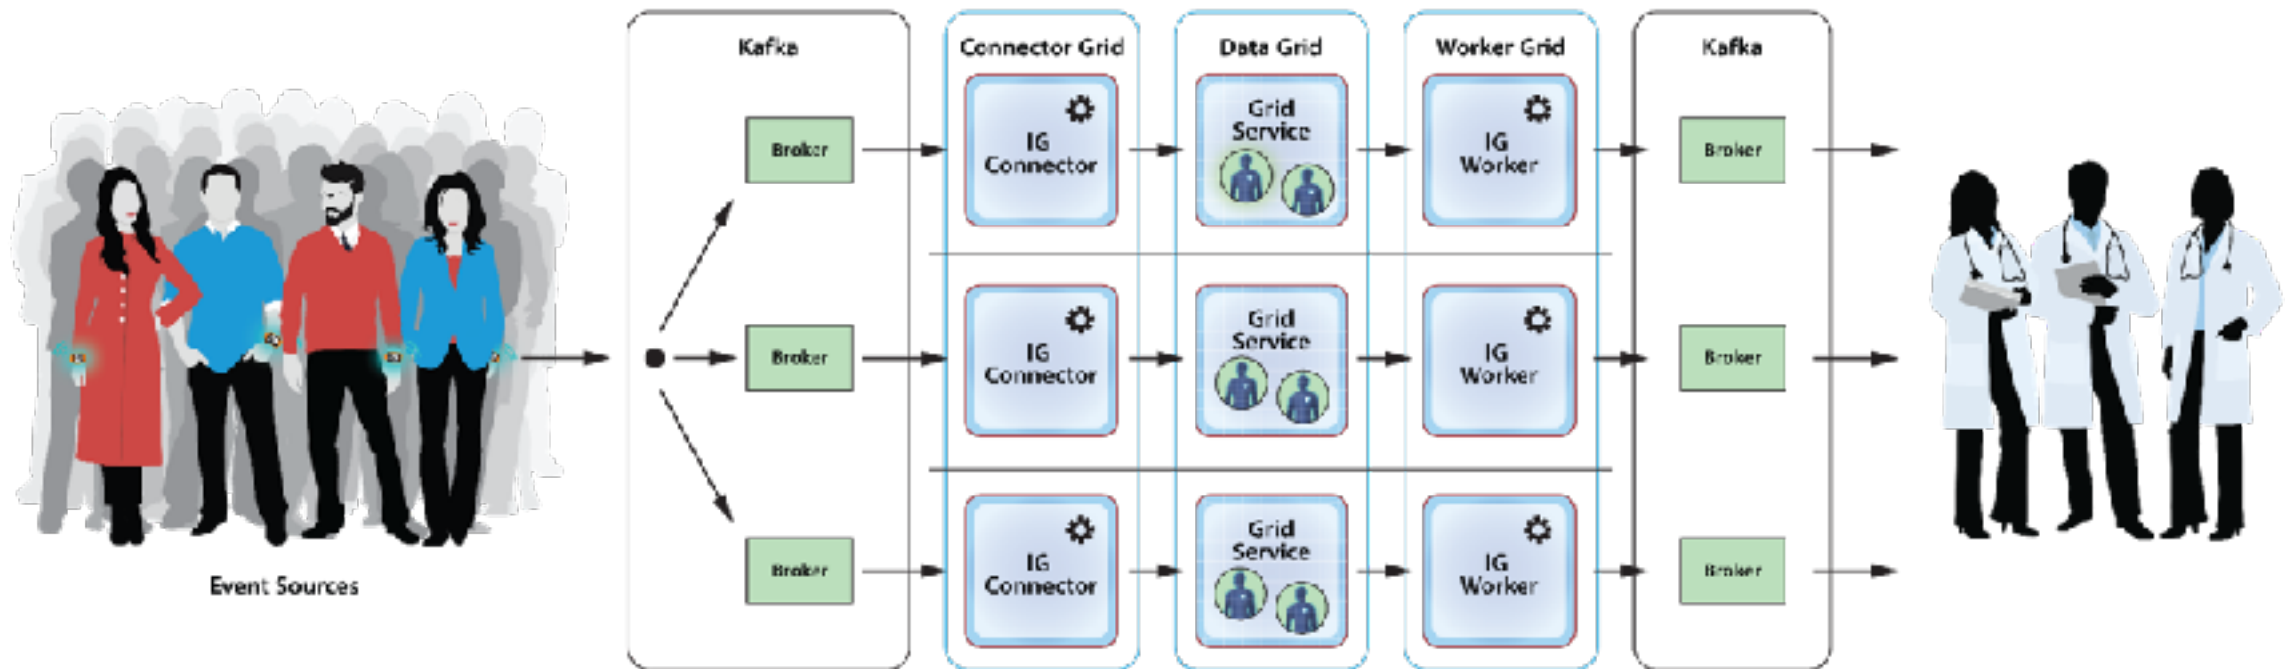 Kafka
Connector Grid
Data Grid
Worker Grid
Kafka
Broker
IG
Connector
Grid
Service
IG
Worker
Broker
Broker
IG
Connector
Grid
Service
IG
Worker
Broker
Broker
IG
Connector
Grid
Service
IG
Worker
Broker
Event Sources